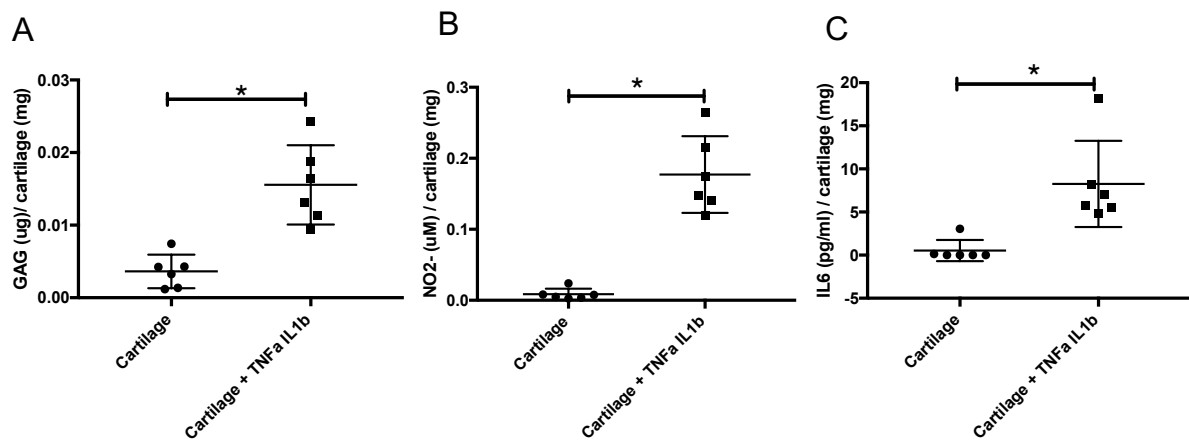 A
GAG (ug)/ cartilage (mg)
0.03
0.02
0.01
0.00
*
Cartilage
Cartilage + TNFa IL1b
B
NO2- (uM) / cartilage (mg)
0.3
0.2
0.1
0.0
*
Cartilage
Cartilage + TNFa IL1b
C
IL6 (pg/ml) / cartilage (mg)
20
15
10
5
0
-5
*
Cartilage
Cartilage + TNFa IL1b